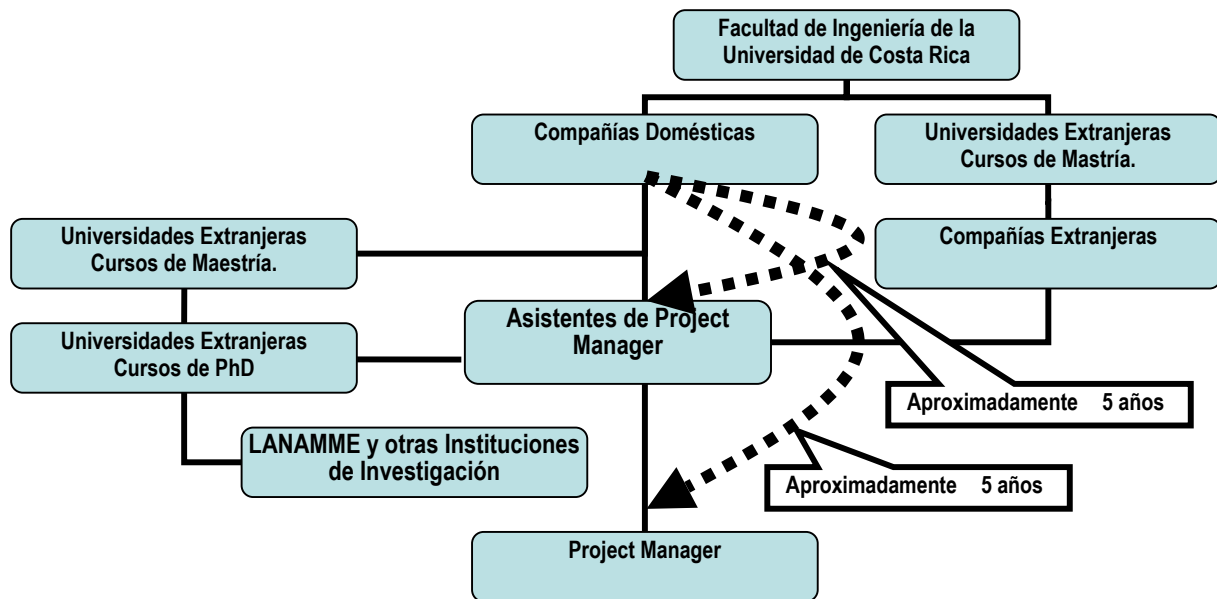 Facultad de Ingeniería de la
Universidad de Costa Rica
Compañías Domésticas
Universidades Extranjeras
Cursos de Mastría.
Universidades Extranjeras
Cursos de Maestría.
Compañías Extranjeras
Asistentes de Project
Manager
Universidades Extranjeras
Cursos de PhD
Aproximadamente 5 años
LANAMME y otras Instituciones
de Investigación
Aproximadamente 5 años
Project Manager